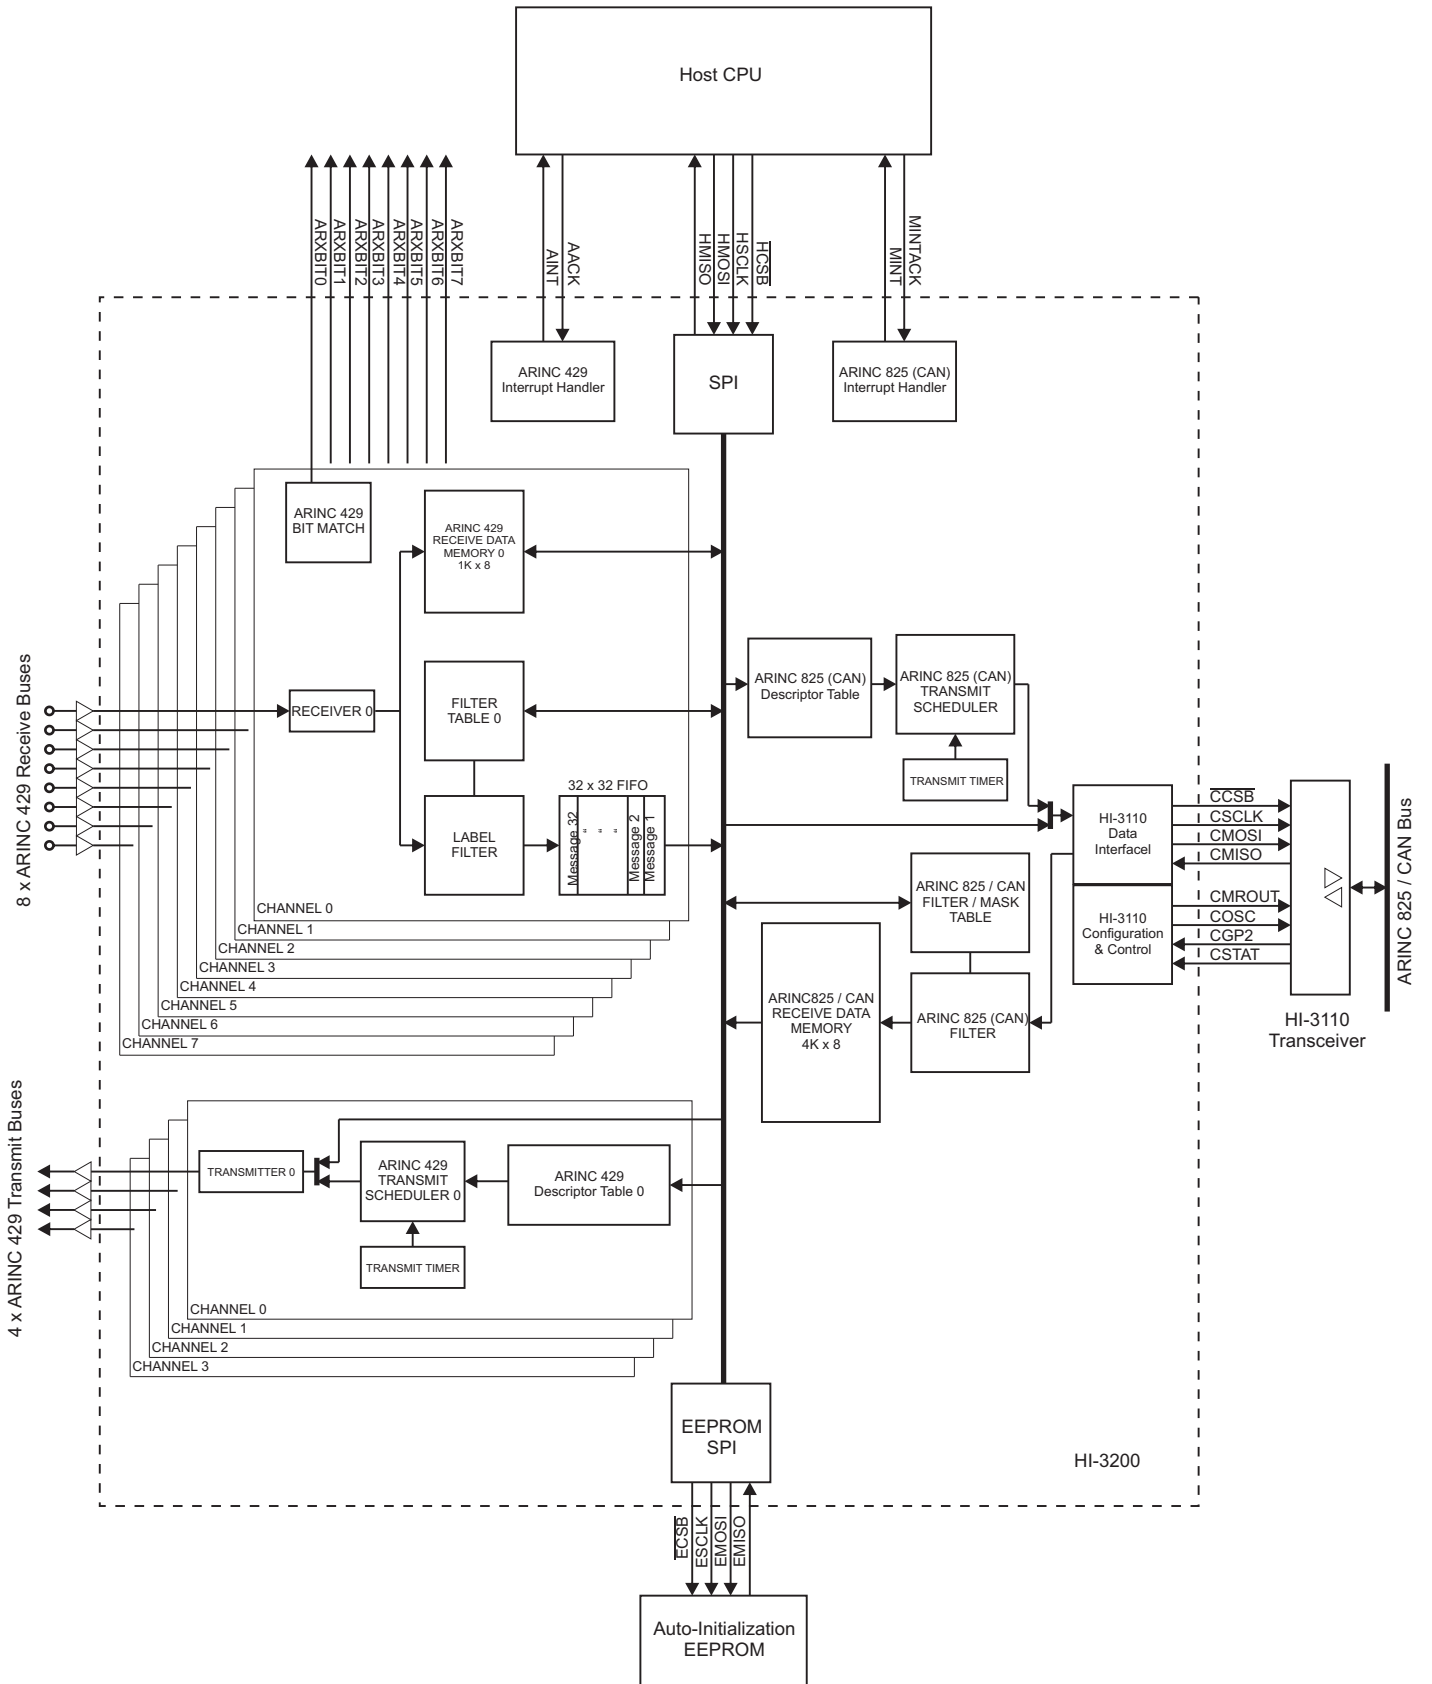 Host CPU
ARXBIT0
ARXBIT1
ARXBIT2
ARXBIT3
ARXBIT4
ARXBIT5
ARXBIT6
ARXBIT7
AINT
AACK
HMISO
HMOSI
HSCLK
HCSB
MINT
MINTACK
ARINC 429
Interrupt Handler
SPI
ARINC 825 (CAN)
Interrupt Handler
ARINC 429
BIT MATCH
ARINC 429
RECEIVE DATA
MEMORY 0
1K x 8
8 x ARINC 429 Receive Buses
RECEIVER 0
FILTER
TABLE 0
LABEL
FILTER
32 x 32 FIFO
Message 32
" " "
Message 2
Message 1
CHANNEL 0
CHANNEL 1
CHANNEL 2
CHANNEL 3
CHANNEL 4
CHANNEL 5
CHANNEL 6
CHANNEL 7
ARINC 825 (CAN)
Descriptor Table
ARINC 825 (CAN)
TRANSMIT
SCHEDULER
TRANSMIT TIMER
HI-3110
Data
Interfacel
HI-3110
Configuration
& Control
CCSB
CSCLK
CMOSI
CMISO
CMROUT
COSC
CGP2
CSTAT
HI-3110
Transceiver
ARINC 825 / CAN Bus
ARINC 825 / CAN
FILTER / MASK
TABLE
ARINC825 / CAN
RECEIVE DATA
MEMORY
4K x 8
ARINC 825 (CAN)
FILTER
4 x ARINC 429 Transmit Buses
TRANSMITTER 0
ARINC 429
TRANSMIT
SCHEDULER 0
ARINC 429
Descriptor Table 0
TRANSMIT TIMER
CHANNEL 0
CHANNEL 1
CHANNEL 2
CHANNEL 3
EEPROM
SPI
HI-3200
ECSB
ESCLK
EMOSI
EMISO
Auto-Initialization
EEPROM